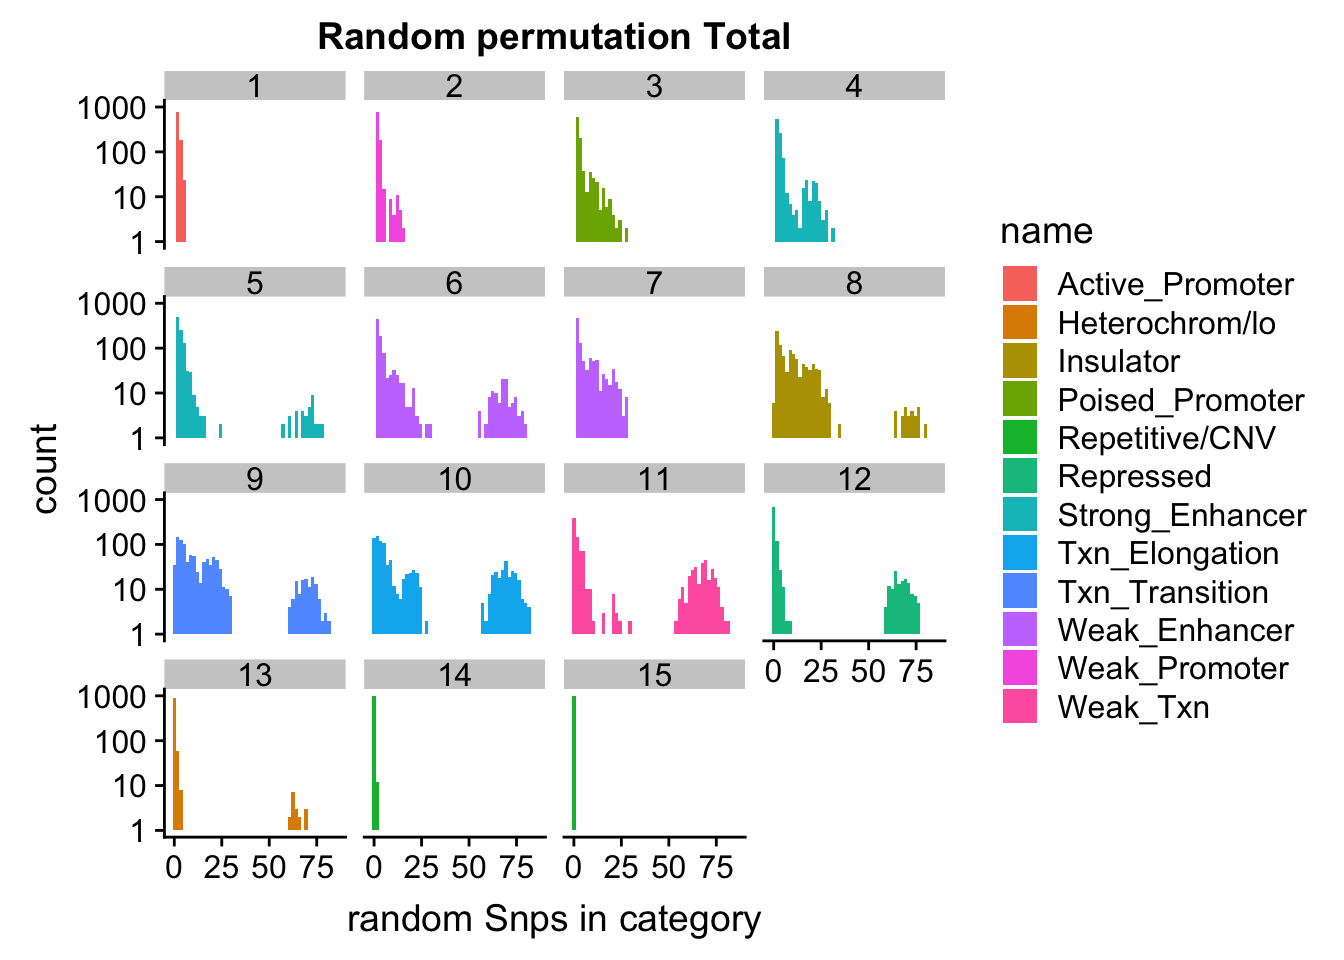 Random permutation Total
1 2 3 4
1000
100
10
1
5 6 7 8
1000
100
10
1
9 10 11 12
1000
100
10
1
0 25 50 75
13 14 15
1000
100
10
1
0 25 50 75 0 25 50 75 0 25 50 75
random Snps in category
count
name
Active_Promoter
Heterochrom/lo
Insulator
Poised_Promoter
Repetitive/CNV
Repressed
Strong_Enhancer
Txn_Elongation
Txn_Transition
Weak_Enhancer
Weak_Promoter
Weak_Txn